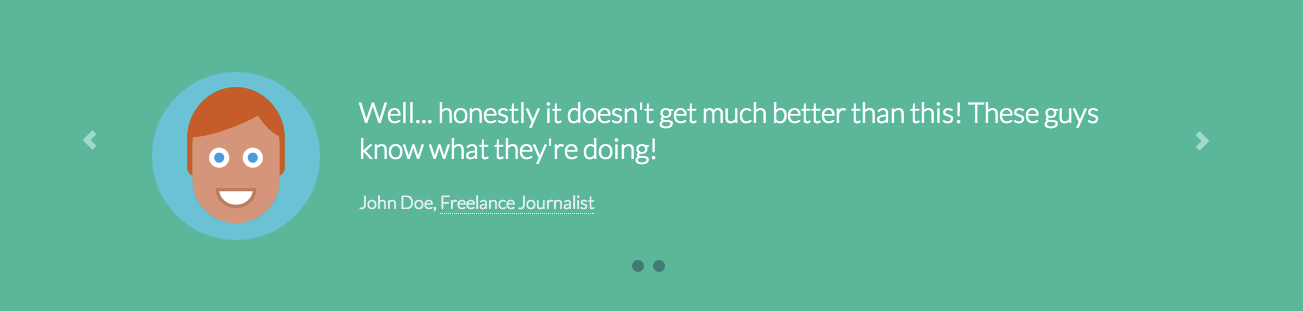 Well... honestly it doesn't get much better than this! These guys
know what they're doing!
John Doe, Freelance Journalist